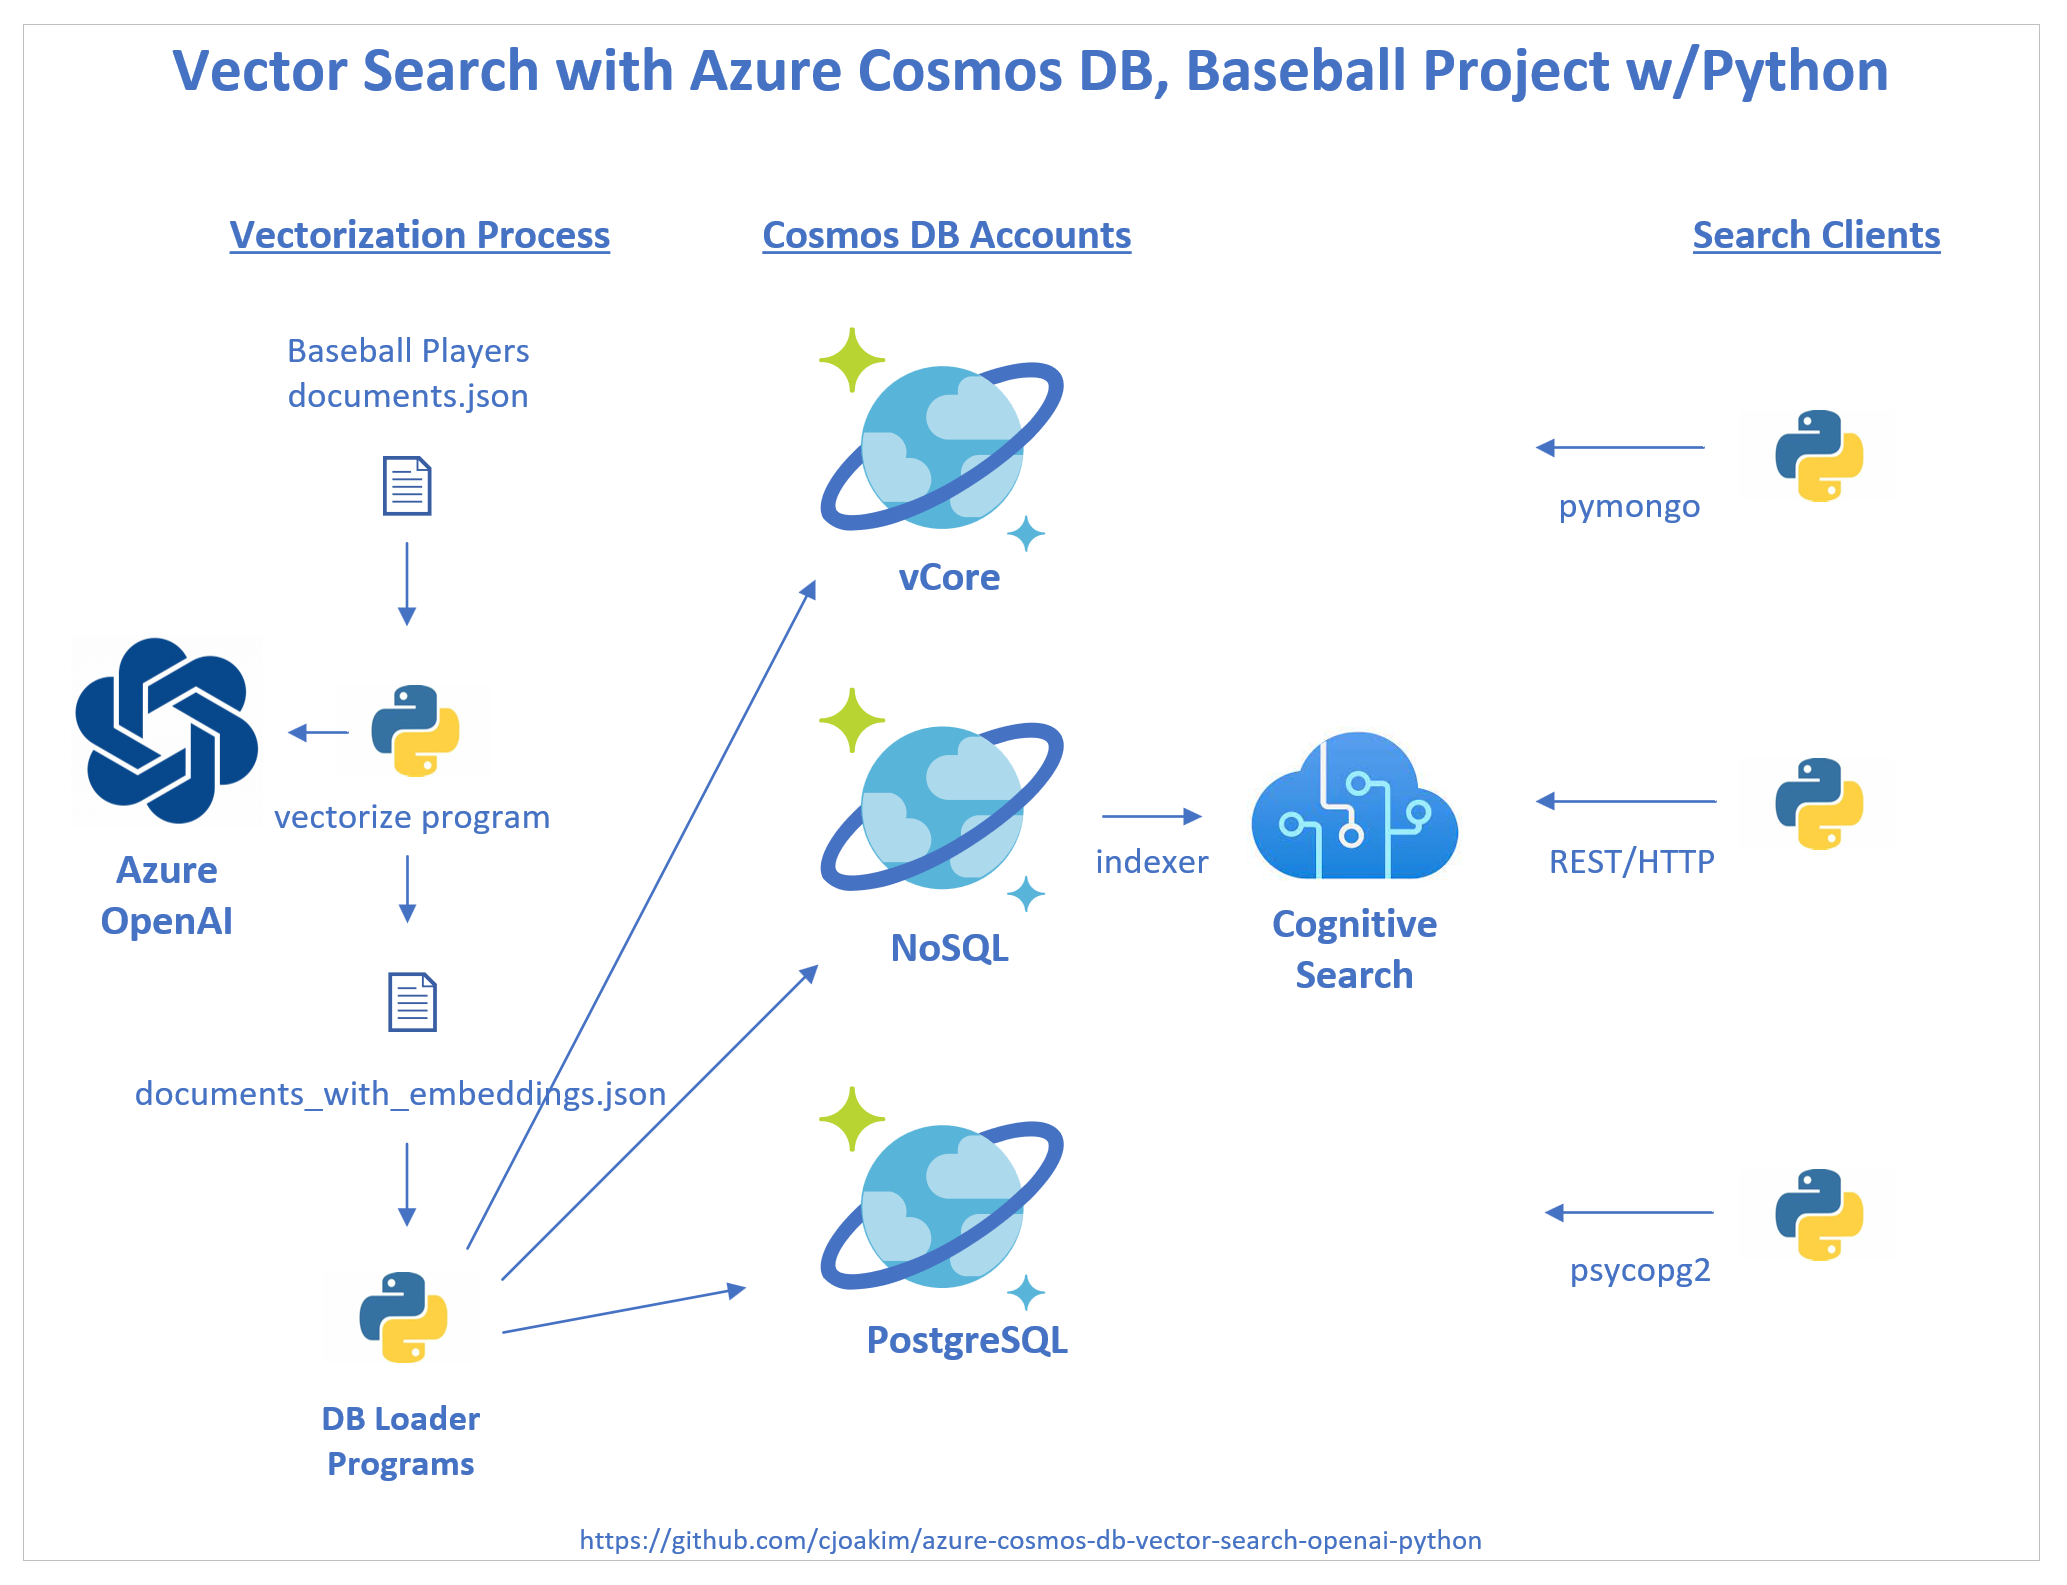 Vector Search with Azure Cosmos DB, Baseball Project w/Python
Vectorization Process
Cosmos DB Accounts
Search Clients
Baseball Players
documents.json
vectorize program
Azure
OpenAI
documents_with_embeddings.json
DB Loader
Programs
vCore
NoSQL
PostgreSQL
indexer
Cognitive
Search
pymongo
REST/HTTP
psycopg2
https://github.com/cjoakim/azure-cosmos-db-vector-search-openai-python